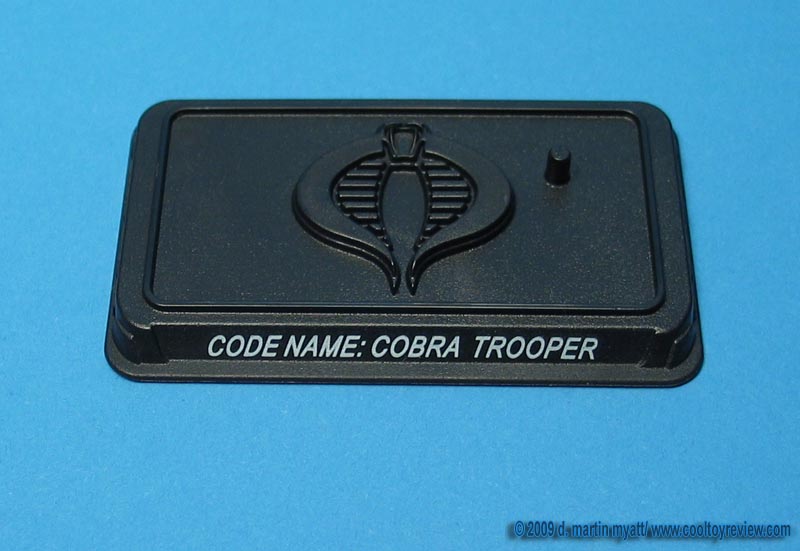 CODE NAME: COBRA TROOPER
© 2009 d. martin myatt/ www.cooltoyreview.com